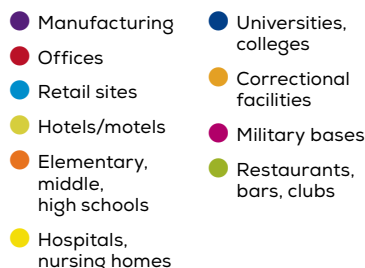 Manufacturing
Offices
Retail sites
Hotels/motels
Elementary,
middle,
high schools
Hospitals,
nursing homes
Universities,
colleges
Correctional
facilities
Military bases
Restaurants,
bars, clubs